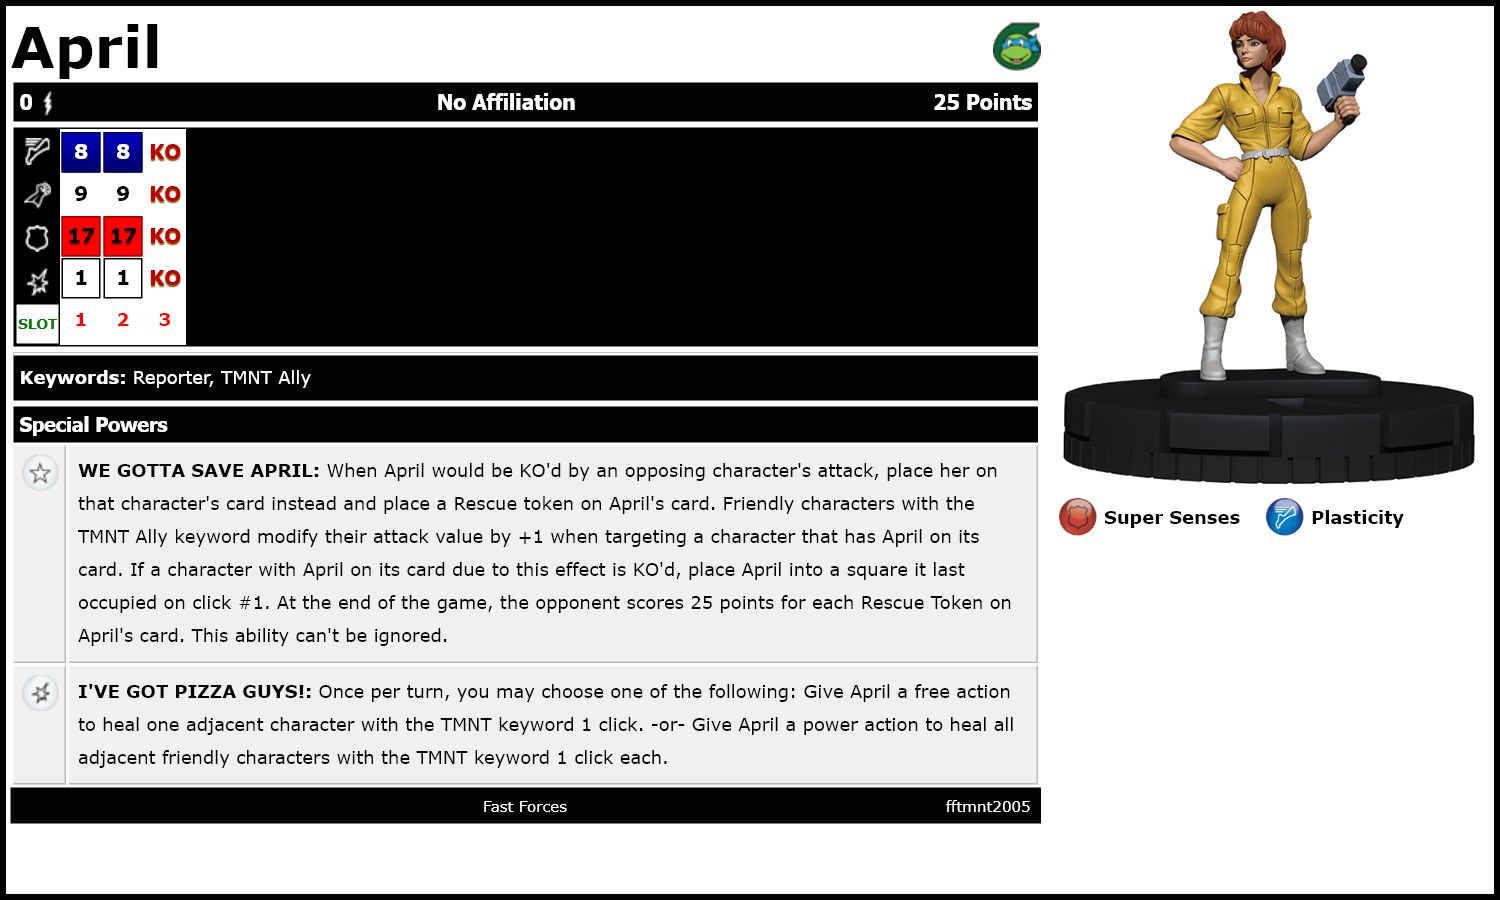 April
0 No Affiliation 25 Points
8 8 KO
9 9 KO
17 17 KO
1 1 KO
SLOT 1 2 3
Keywords: Reporter, TMNT Ally
Special Powers
WE GOTTA SAVE APRIL: When April would be KO'd by an opposing character's attack, place her on
that character's card instead and place a Rescue token on April's card. Friendly characters with the
TMNT Ally keyword modify their attack value by +1 when targeting a character that has April on its
card. If a character with April on its card due to this effect is KO'd, place April into a square it last
occupied on click #1. At the end of the game, the opponent scores 25 points for each Rescue Token on
April's card. This ability can't be ignored.
I'VE GOT PIZZA GUYS!: Once per turn, you may choose one of the following: Give April a free action
to heal one adjacent character with the TMNT keyword 1 click. -or- Give April a power action to heal all
adjacent friendly characters with the TMNT keyword 1 click each.
Fast Forces fftmnt2005
Super Senses Plasticity